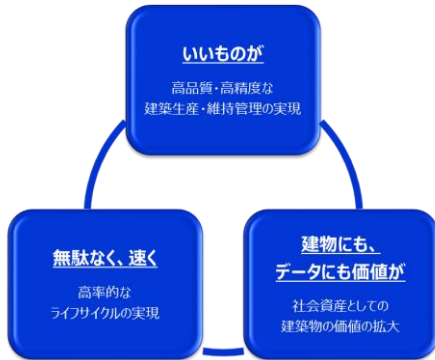 いいものが
高品質・高精度な
建築生産・維持管理の実現
無駄なく、速く
高率的な
ライフサイクルの実現
建物にも、
データにも価値が
社会資産としての
建築物の価値の拡大